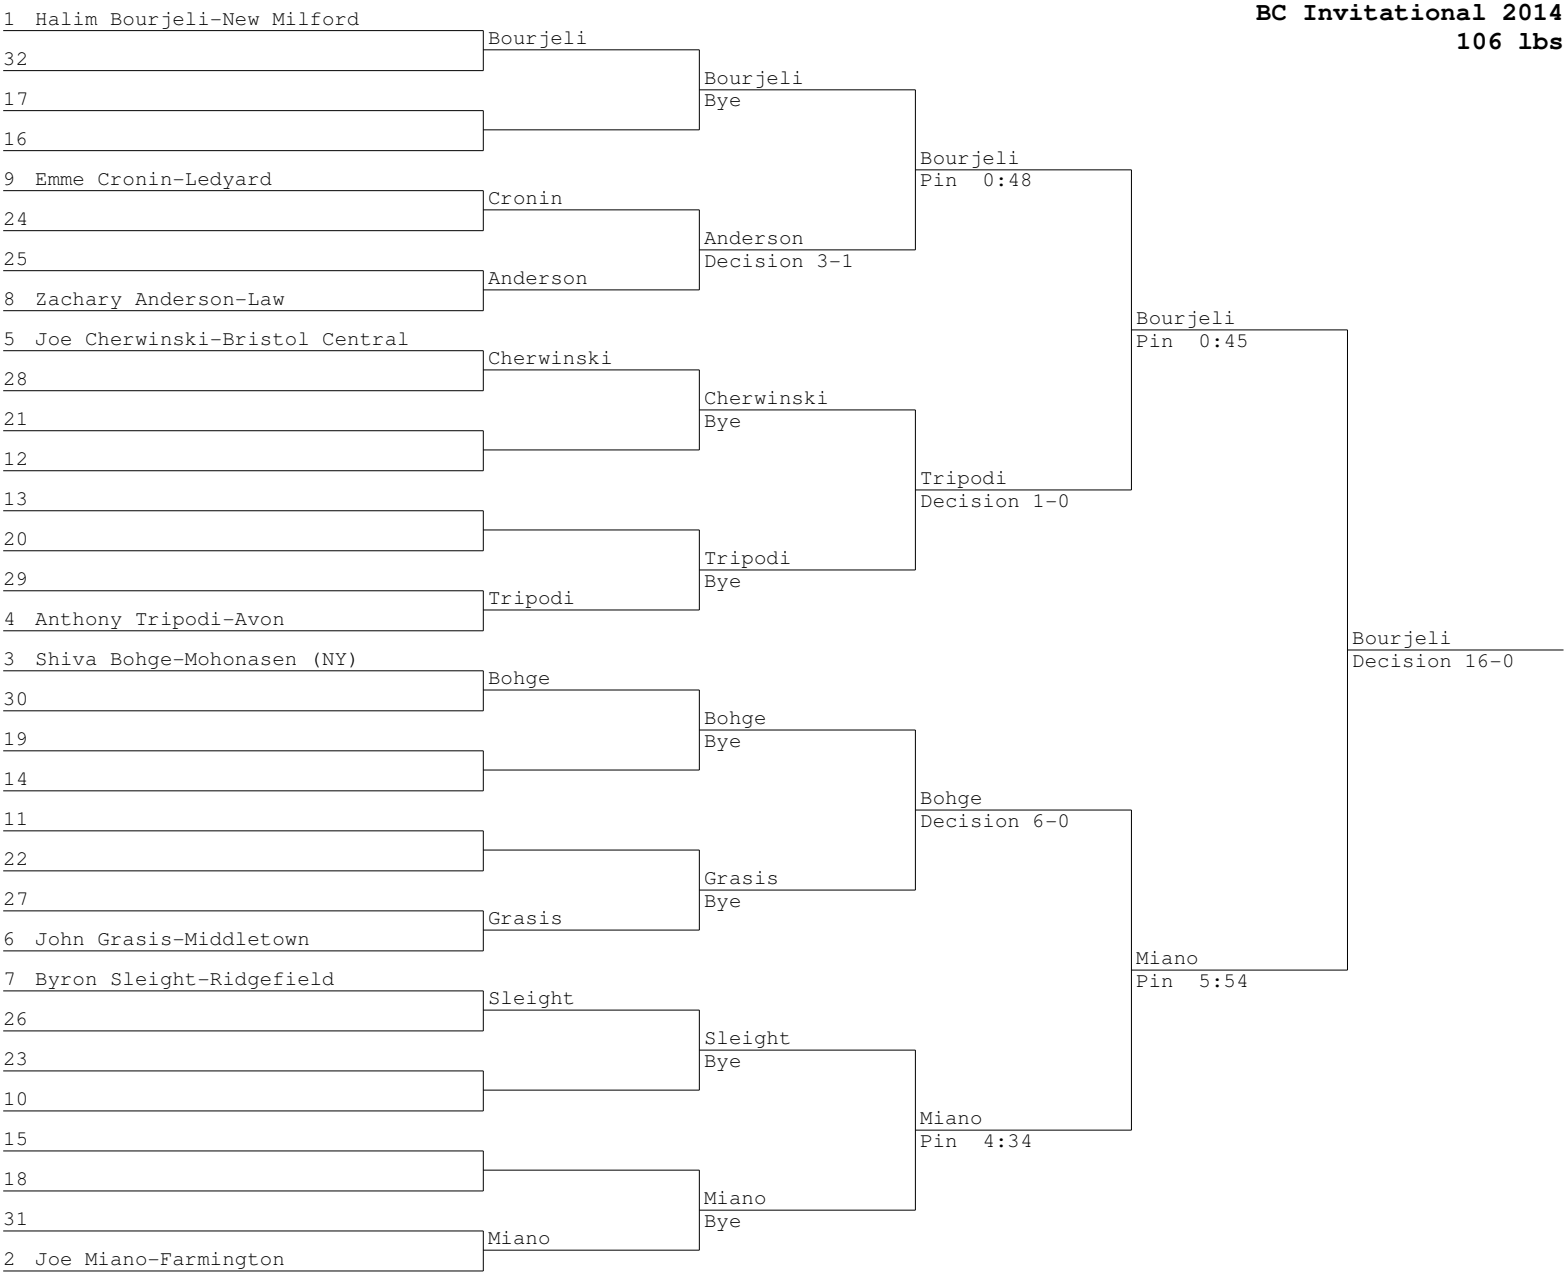 BC Invitational 2014
106 lbs
1 Halim Bourjeli-New Milford
32
17
16
9 Emme Cronin-Ledyard
24
25
8 Zachary Anderson-Law
5 Joe Cherwinski-Bristol Central
28
21
12
13
20
29
4 Anthony Tripodi-Avon
3 Shiva Bohge-Mohonasen (NY)
30
19
14
11
22
27
6 John Grasis-Middletown
7 Byron Sleight-Ridgefield
26
23
10
15
18
31
2 Joe Miano-Farmington
Bourjeli
Cronin
Anderson
Cherwinski
Tripodi
Bohge
Grasis
Sleight
Miano
Bourjeli
Bye
Anderson
Decision 3-1
Cherwinski
Bye
Tripodi
Bye
Bohge
Bye
Grasis
Bye
Sleight
Bye
Miano
Bye
Bourjeli
Pin 0:48
Tripodi
Decision 1-0
Bohge
Decision 6-0
Miano
Pin 4:34
Bourjeli
Pin 0:45
Miano
Pin 5:54
Bourjeli
Decision 16-0